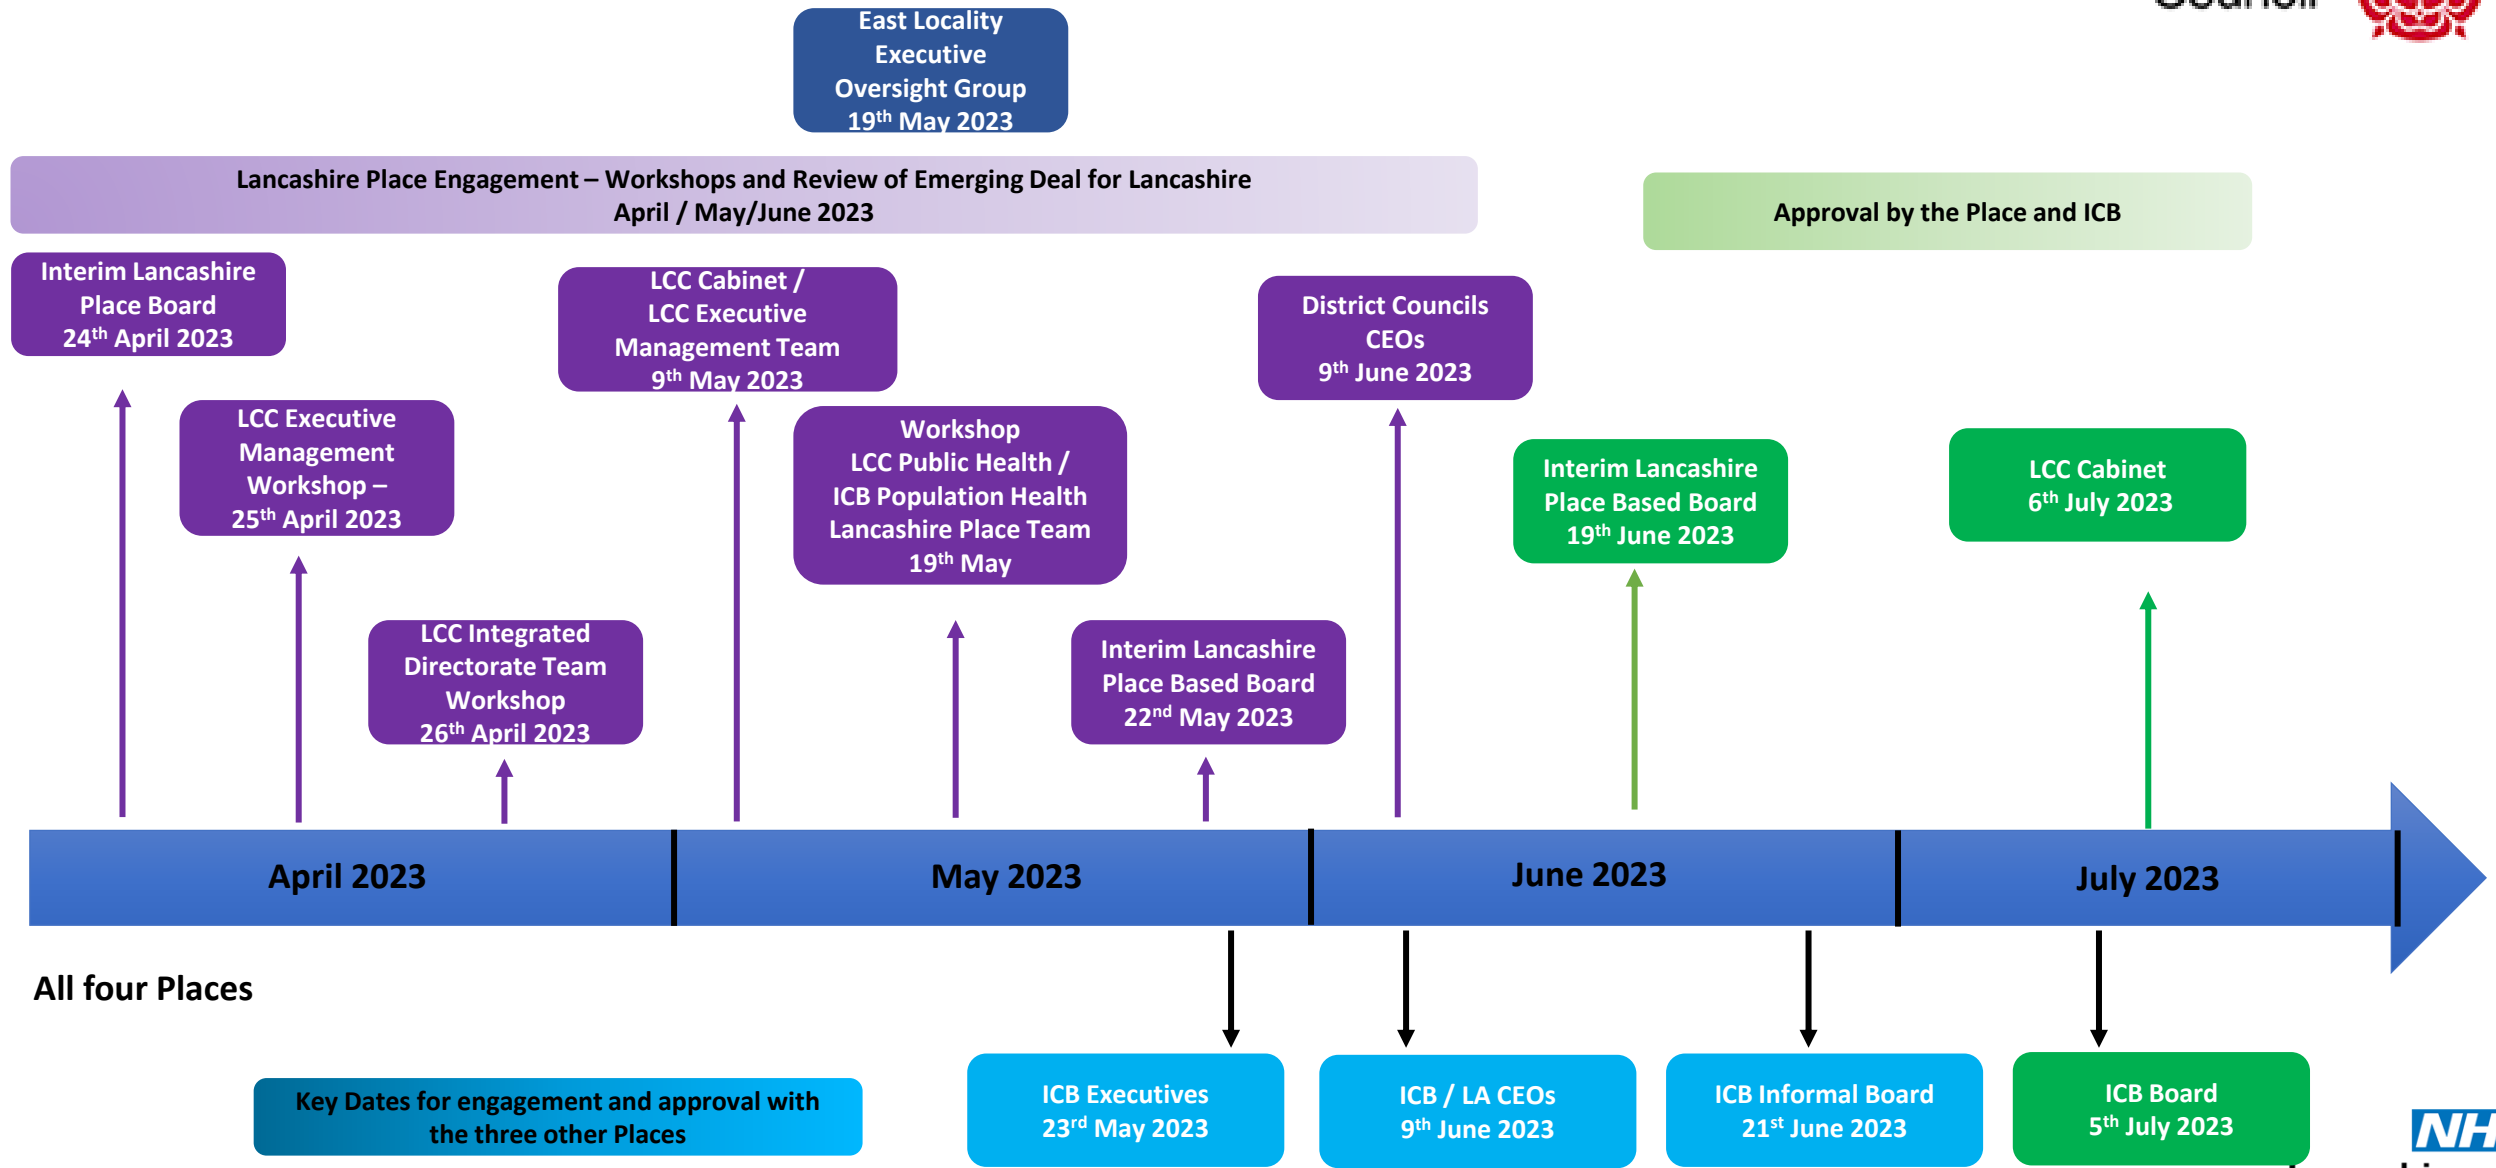 Council
East Locality
Executive
Oversight Group
19th May 2023
Lancashire Place Engagement – Workshops and Review of Emerging Deal for Lancashire
April / May/June 2023
Approval by the Place and ICB
Interim Lancashire
Place Board
24th April 2023
LCC Executive
Management
Workshop –
25th April 2023
LCC Integrated
Directorate Team
Workshop
26th April 2023
LCC Cabinet /
LCC Executive
Management Team
9th May 2023
Workshop
LCC Public Health /
ICB Population Health
Lancashire Place Team
19th May
Interim Lancashire
Place Based Board
22nd May 2023
District Councils
CEOs
9th June 2023
Interim Lancashire
Place Based Board
19th June 2023
LCC Cabinet
6th July 2023
April 2023
May 2023
June 2023
July 2023
All four Places
Key Dates for engagement and approval with
the three other Places
ICB Executives
23rd May 2023
ICB / LA CEOs
9th June 2023
ICB Informal Board
21st June 2023
ICB Board
5th July 2023
NH